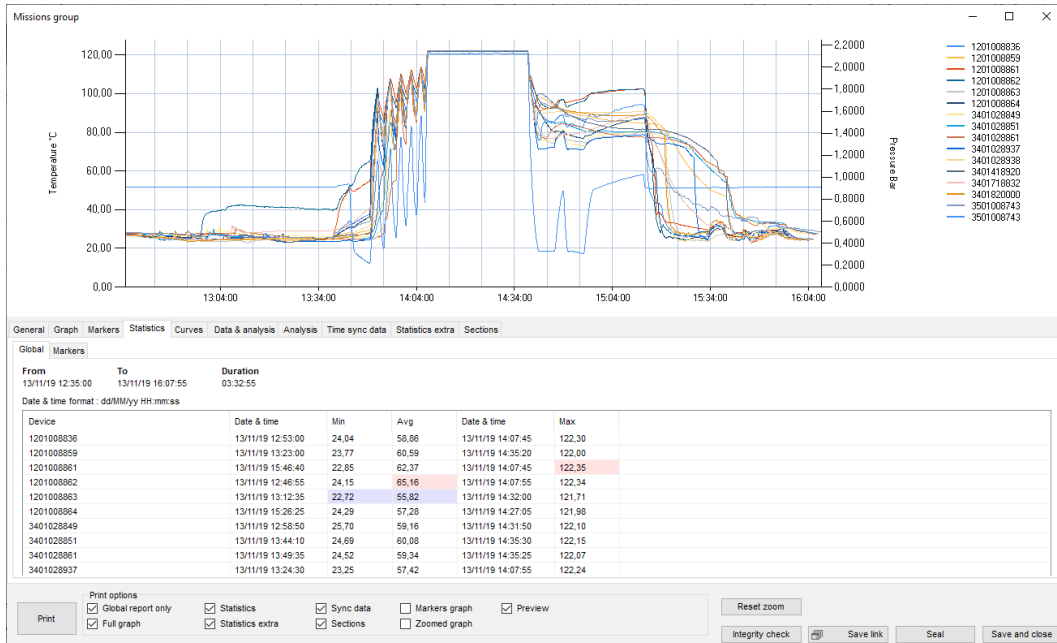 Missions group
120,00
100,00
80,00
60,00
40,00
20,00
0,00
Temperature °C
13:04:00 13:34:00 14:04:00 14:34:00 15:04:00 15:34:00 16:04:00
2,2000
2,0000
1,8000
1,6000
1,4000
1,2000
1,0000
0,8000
0,6000
0,4000
0,2000
0,0000
Pressure Bar
1201008836
1201008859
1201008861
1201008862
1201008863
1201008864
3401028849
3401028851
3401028861
3401028937
3401028938
3401418920
3401718832
3401820000
3501008743
3501008743
General Graph Markers Statistics Curves Data & analysis Analysis Time sync data Statistics extra Sections
Global Markers
From To Duration
13/11/19 12:35:00 13/11/19 16:07:55 03:32:55
Date & time format : dd/MM/yy HH:mm:ss
Device Date & time Min Avg Date & time Max
1201008836 13/11/19 12:53:00 24,04 58,86 13/11/19 14:07:45 122,30
1201008859 13/11/19 13:23:00 23,77 60,59 13/11/19 14:35:20 122,00
1201008861 13/11/19 15:46:40 22,85 62,37 13/11/19 14:07:45 122,35
1201008862 13/11/19 12:46:55 24,15 65,16 13/11/19 14:07:55 122,34
1201008863 13/11/19 13:12:35 22,72 55,82 13/11/19 14:32:00 121,71
1201008864 13/11/19 15:26:25 24,29 57,28 13/11/19 14:27:05 121,98
3401028849 13/11/19 12:58:50 25,70 59,16 13/11/19 14:31:50 122,10
3401028851 13/11/19 13:44:10 24,69 60,08 13/11/19 14:35:30 122,15
3401028861 13/11/19 13:49:35 24,52 59,34 13/11/19 14:35:25 122,07
3401028937 13/11/19 13:24:30 23,25 57,42 13/11/19 14:07:55 122,24
Print
Print options
Global report only Statistics Sync data Markers graph Preview
Full graph Statistics extra Sections Zoomed graph
Reset zoom
Integrity check Save link Seal Save and close